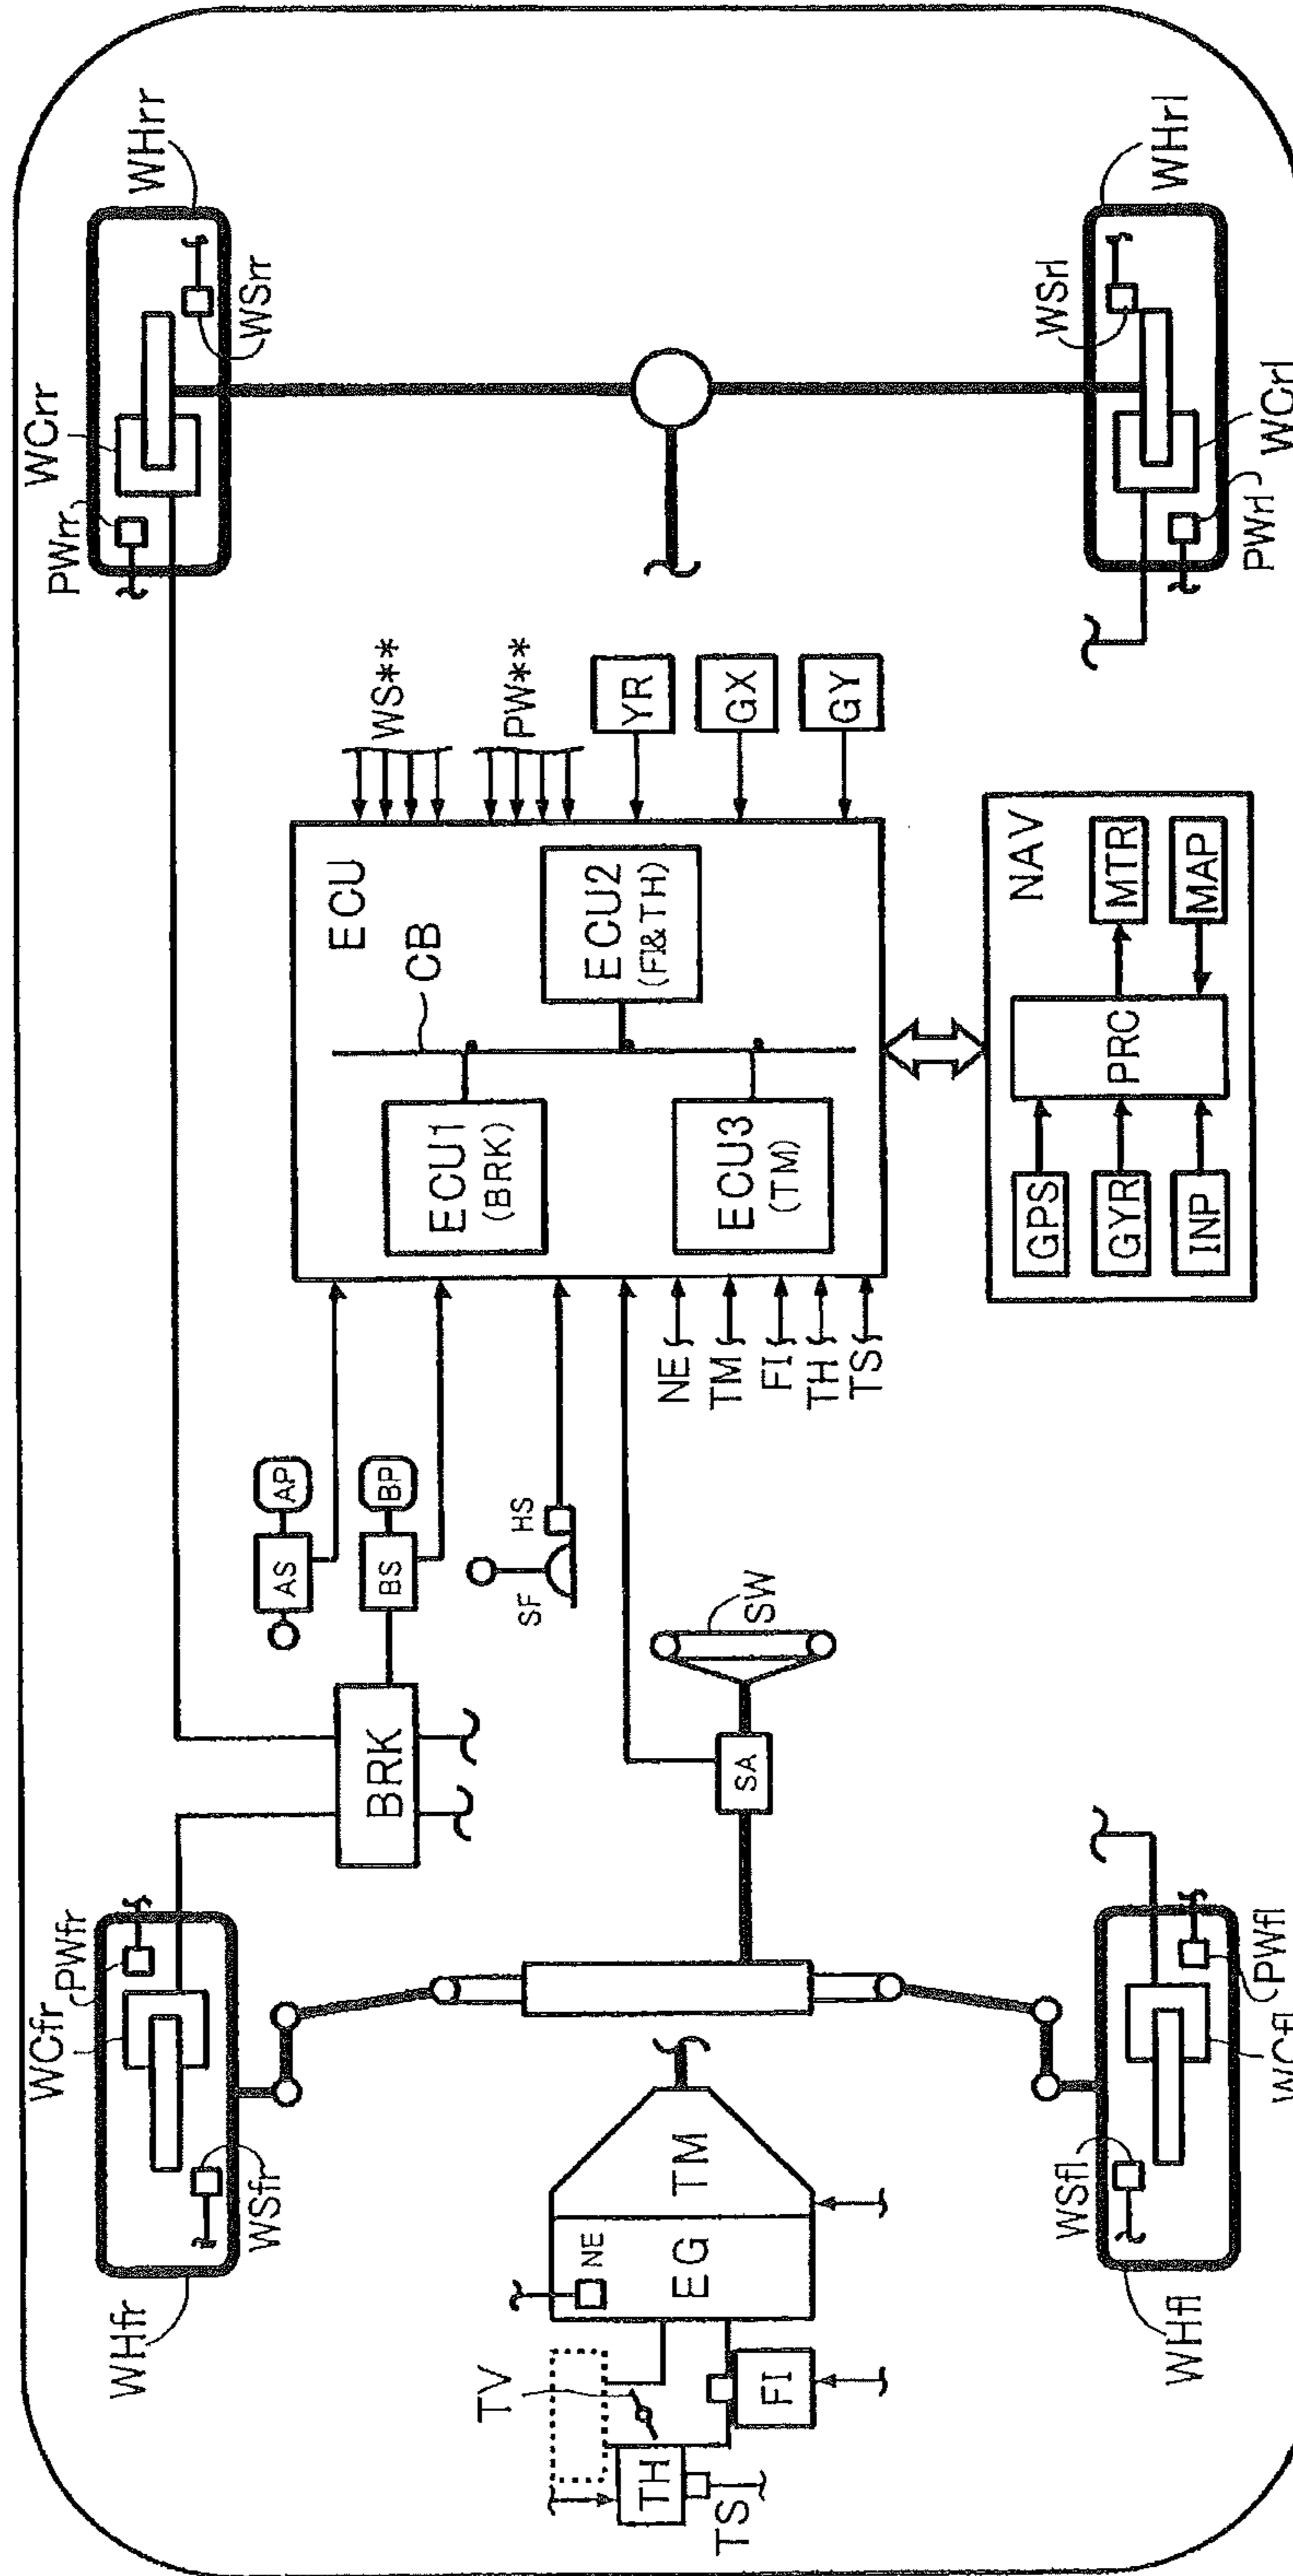 WHfr
WSfr
WCfr
PWfr
PWrr
WCrr
WSrr
WHrr
TV
TH
TS
FI
NE
EG
TM
BRK
AS
AP
BS
BP
SF
HS
SA
SW
NE
TM
FI
TH
TS
ECU
CB
ECU1
(BRK)
ECU2
(FI&TH)
ECU3
(TM)
WS**
PW**
YR
GX
GY
NAV
GPS
GYR
INP
PRC
MTR
MAP
WHfl
WSfl
WCfl
PWfl
PWrl
WCrl
WSrl
WHrl